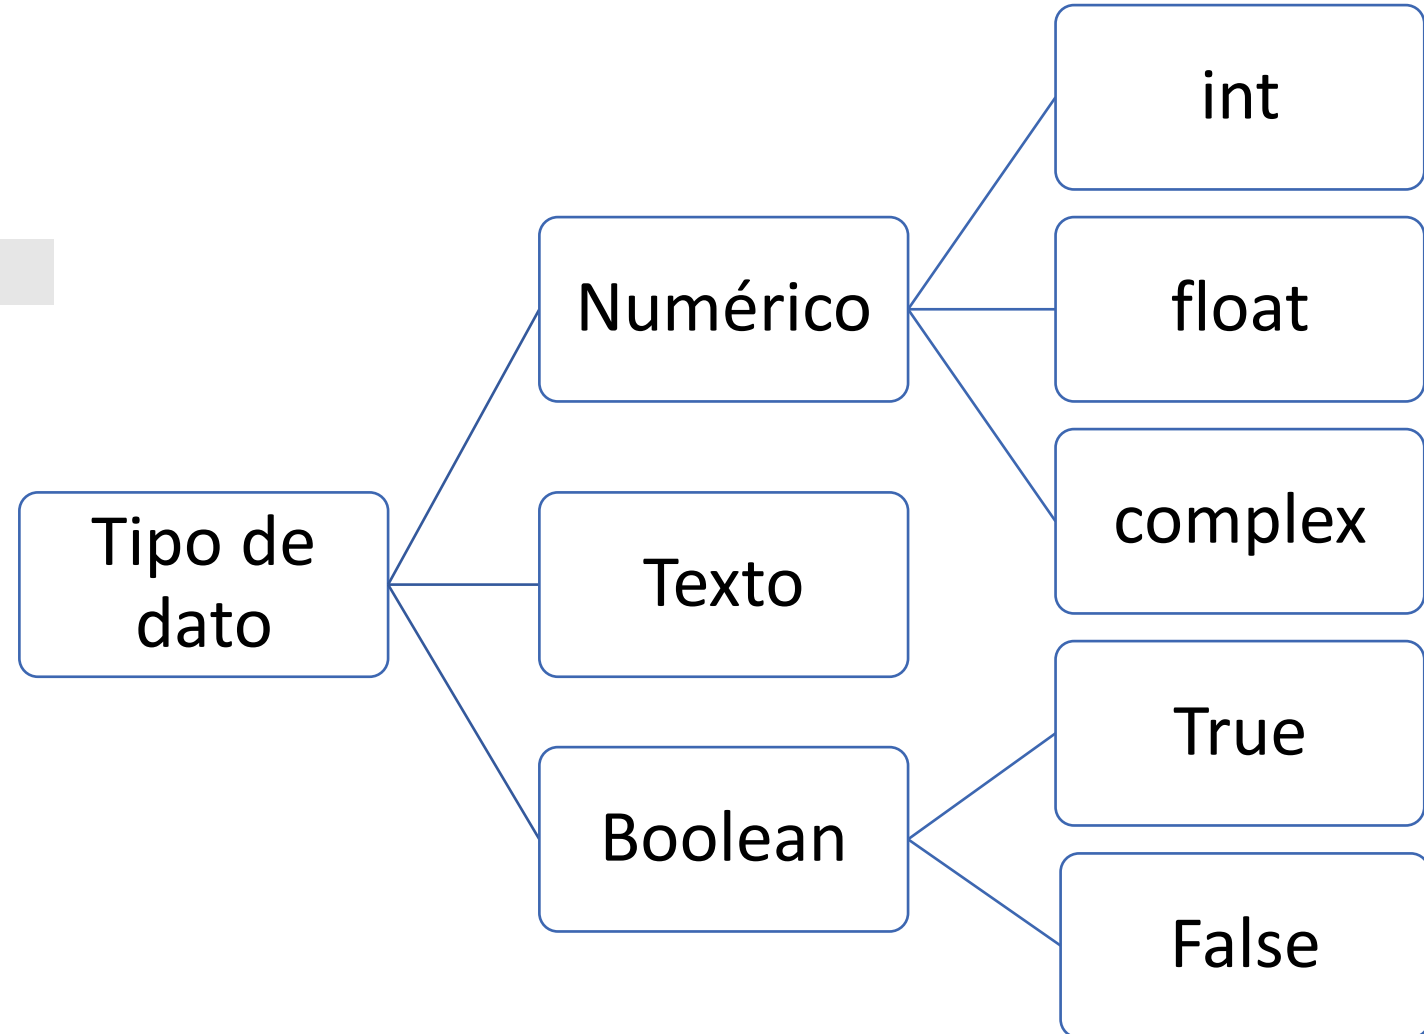 Tipo de
dato
Numérico
int
float
complex
Texto
Boolean
True
False